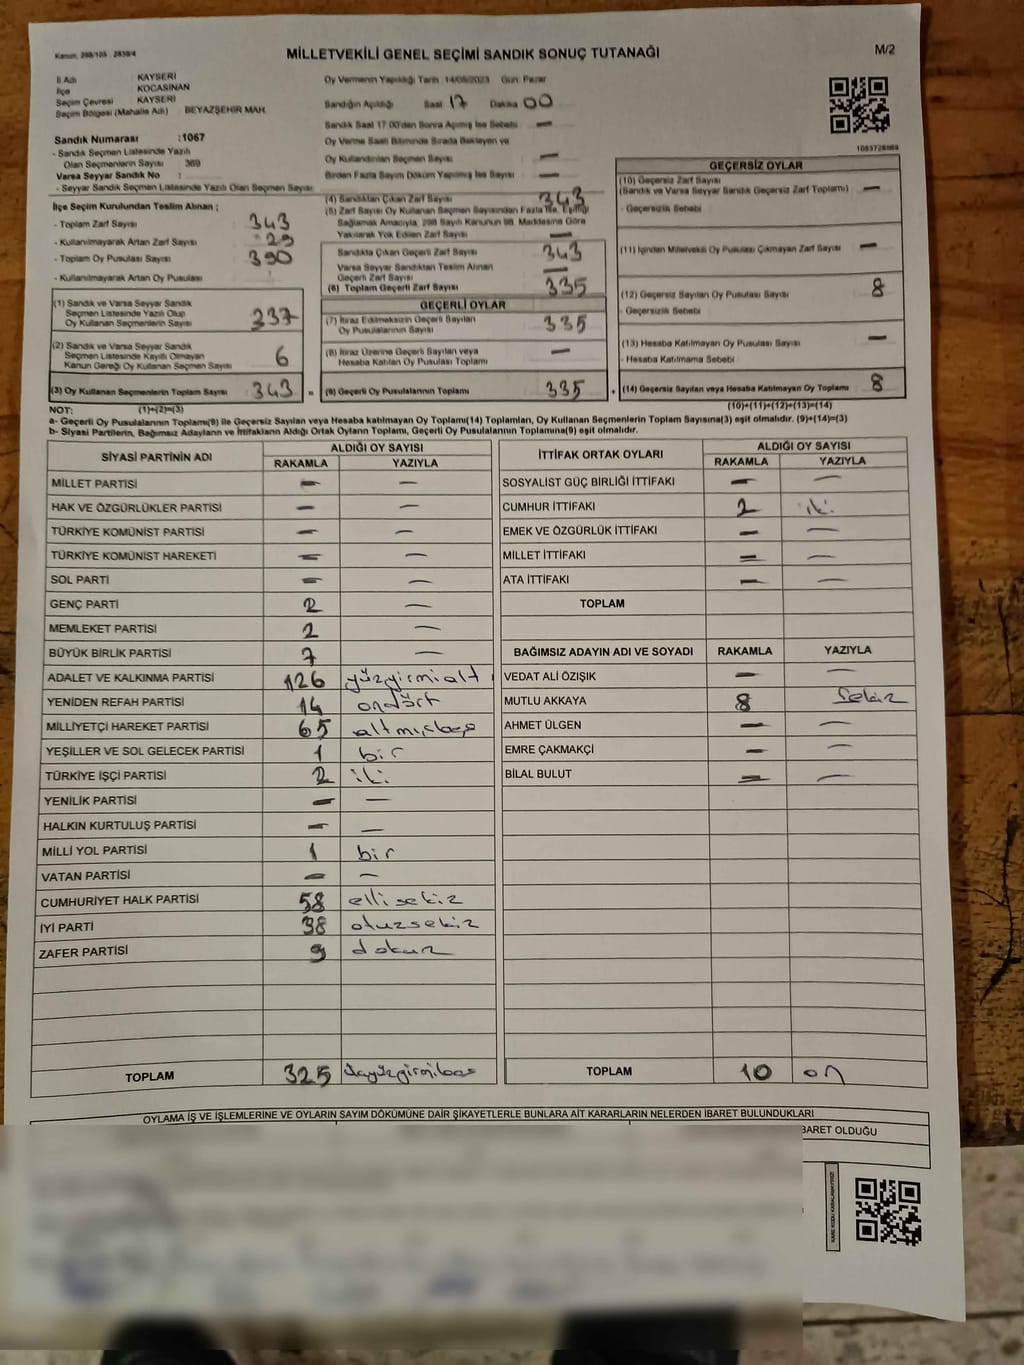 Kanun, 298/105 2839/4
MİLLETVEKİLİ GENEL SEÇİMİ SANDIK SONUÇ TUTANAĞI
M/2
İl Adı KAYSERİ
İlçe KOCASİNAN
Seçim Çevresi KAYSERİ
Seçim Bölgesi (Mahalle Adı) BEYAZŞEHİR MAH.
Sandık Numarası :1067
- Sandık Seçmen Listesinde Yazılı
Olan Seçmenlerin Sayısı 369
Varsa Seyyar Sandık No :
- Seyyar Sandık Seçmen Listesinde Yazılı Olan Seçmen Sayısı
Oy Vermenin Yapıldığı Tarih :14/05/2023 Gün: Pazar
Sandığın Açıldığı Saat 17 Dakika 00
Sandık Saat 17:00'den Sonra Açılmış İse Sebebi : —
Oy Verme Saati Bitiminde Sırada Bekleyen ve
Oy Kullandırılan Seçmen Sayısı —
Birden Fazla Sayım Döküm Yapılmış İse Sayısı —
1083728869
İlçe Seçim Kurulundan Teslim Alınan ;
- Toplam Zarf Sayısı 343
- Kullanılmayarak Artan Zarf Sayısı 29
- Toplam Oy Pusulası Sayısı 390
- Kullanılmayarak Artan Oy Pusulası
(1) Sandık ve Varsa Seyyar Sandık
Seçmen Listesinde Yazılı Olup
Oy Kullanan Seçmenlerin Sayısı 337
(2) Sandık ve Varsa Seyyar Sandık
Seçmen Listesinde Kayıtlı Olmayan
Kanun Gereği Oy Kullanan Seçmen Sayısı 6
(3) Oy Kullanan Seçmenlerin Toplam Sayısı 343 =
(4) Sandıktan Çıkan Zarf Sayısı 343
(5) Zarf Sayısı Oy Kullanan Seçmen Sayısından Fazla İse, Eşitliği
Sağlamak Amacıyla, 298 Sayılı Kanunun 98. Maddesine Göre
Yakılarak Yok Edilen Zarf Sayısı —
Sandıkta Çıkan Geçerli Zarf Sayısı 343
Varsa Seyyar Sandıktan Teslim Alınan
Geçerli Zarf Sayısı —
(6) Toplam Geçerli Zarf Sayısı 335
GEÇERLİ OYLAR
(7) İtiraz Edilmeksizin Geçerli Sayılan
Oy Pusulalarının Sayısı 335
(8) İtiraz Üzerine Geçerli Sayılan veya
Hesaba Katılan Oy Pusulası Toplamı —
(9) Geçerli Oy Pusulalarının Toplamı 335 +
GEÇERSİZ OYLAR
(10) Geçersiz Zarf Sayısı
(Sandık ve Varsa Seyyar Sandık Geçersiz Zarf Toplamı) —
- Geçersizlik Sebebi
(11) İçinden Milletvekili Oy Pusulası Çıkmayan Zarf Sayısı —
(12) Geçersiz Sayılan Oy Pusulası Sayısı 8
- Geçersizlik Sebebi
(13) Hesaba Katılmayan Oy Pusulası Sayısı —
- Hesaba Katılmama Sebebi
(14) Geçersiz Sayılan veya Hesaba Katılmayan Oy Toplamı 8
NOT: (1)+(2)=(3)
(10)+(11)+(12)+(13)=(14)
a- Geçerli Oy Pusulalarının Toplamı(9) ile Geçersiz Sayılan veya Hesaba katılmayan Oy Toplamı(14) Toplamları, Oy Kullanan Seçmenlerin Toplam Sayısına(3) eşit olmalıdır. (9)+(14)=(3)
b- Siyasi Partilerin, Bağımsız Adayların ve İttifakların Aldığı Ortak Oyların Toplamı, Geçerli Oy Pusulalarının Toplamına(9) eşit olmalıdır.
SİYASİ PARTİNİN ADI ALDIĞI OY SAYISI
RAKAMLA YAZIYLA
MİLLET PARTİSİ — —
HAK VE ÖZGÜRLÜKLER PARTİSİ — —
TÜRKİYE KOMÜNİST PARTİSİ — —
TÜRKİYE KOMÜNİST HAREKETİ — —
SOL PARTİ — —
GENÇ PARTİ 2 —
MEMLEKET PARTİSİ 2 —
BÜYÜK BİRLİK PARTİSİ 7 —
ADALET VE KALKINMA PARTİSİ 126 yüzyirmialtı
YENİDEN REFAH PARTİSİ 14 ondört
MİLLİYETÇİ HAREKET PARTİSİ 65 altmışbeş
YEŞİLLER VE SOL GELECEK PARTİSİ 1 bir
TÜRKİYE İŞÇİ PARTİSİ 2 iki
YENİLİK PARTİSİ — —
HALKIN KURTULUŞ PARTİSİ — —
MİLLİ YOL PARTİSİ 1 bir
VATAN PARTİSİ — —
CUMHURİYET HALK PARTİSİ 58 ellisekiz
İYİ PARTİ 38 otuzsekiz
ZAFER PARTİSİ 9 dokuz
TOPLAM 325 üçyüzyirmibeş
İTTİFAK ORTAK OYLARI ALDIĞI OY SAYISI
RAKAMLA YAZIYLA
SOSYALİST GÜÇ BİRLİĞİ İTTİFAKI — —
CUMHUR İTTİFAKI 2 iki
EMEK VE ÖZGÜRLÜK İTTİFAKI — —
MİLLET İTTİFAKI — —
ATA İTTİFAKI — —
TOPLAM
BAĞIMSIZ ADAYIN ADI VE SOYADI RAKAMLA YAZIYLA
VEDAT ALİ ÖZIŞIK — —
MUTLU AKKAYA 8 Sekiz
AHMET ÜLGEN — —
EMRE ÇAKMAKÇİ — —
BİLAL BULUT — —
TOPLAM 10 on
OYLAMA İŞ VE İŞLEMLERİNE VE OYLARIN SAYIM DÖKÜMÜNE DAİR ŞİKAYETLERLE BUNLARA AİT KARARLARIN NELERDEN İBARET BULUNDUKLARI
BARET OLDUĞU